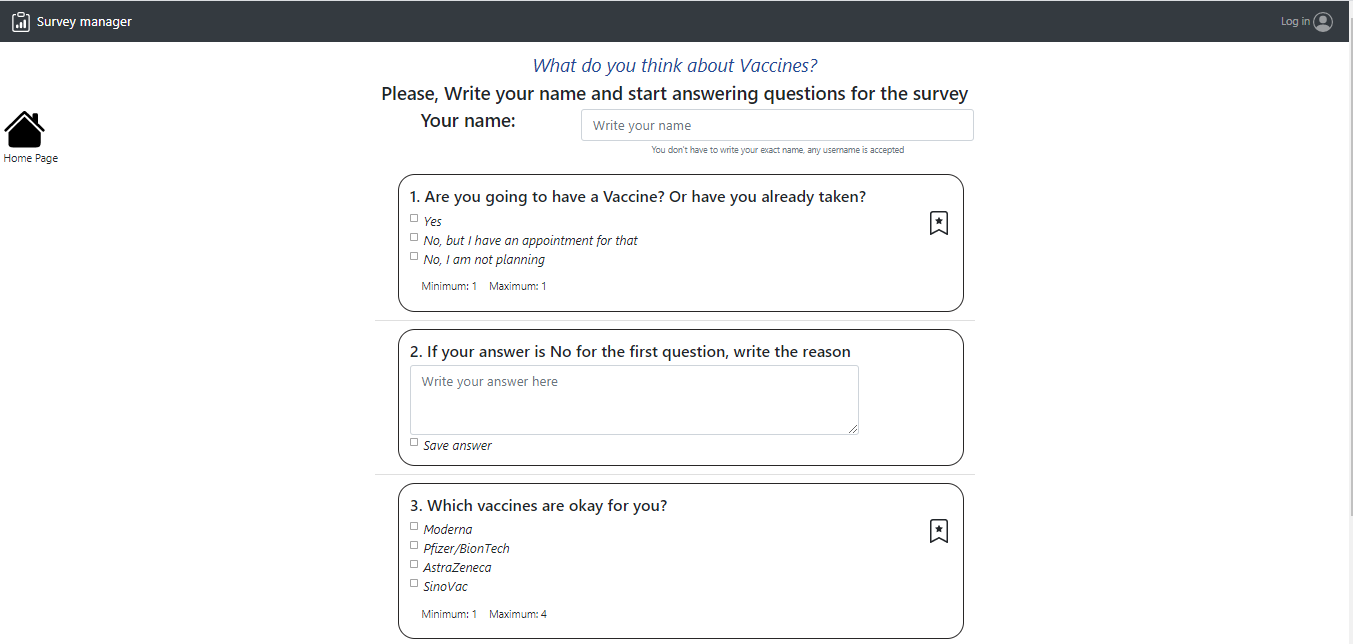 Survey manager
Log in
What do you think about Vaccines?
Please, Write your name and start answering questions for the survey
Your name:
Write your name
You don't have to write your exact name, any username is accepted
Home Page
1. Are you going to have a Vaccine? Or have you already taken?
Yes
No, but I have an appointment for that
No, I am not planning
Minimum: 1 Maximum: 1
2. If your answer is No for the first question, write the reason
Write your answer here
Save answer
3. Which vaccines are okay for you?
Moderna
Pfizer/BionTech
AstraZeneca
SinoVac
Minimum: 1 Maximum: 4